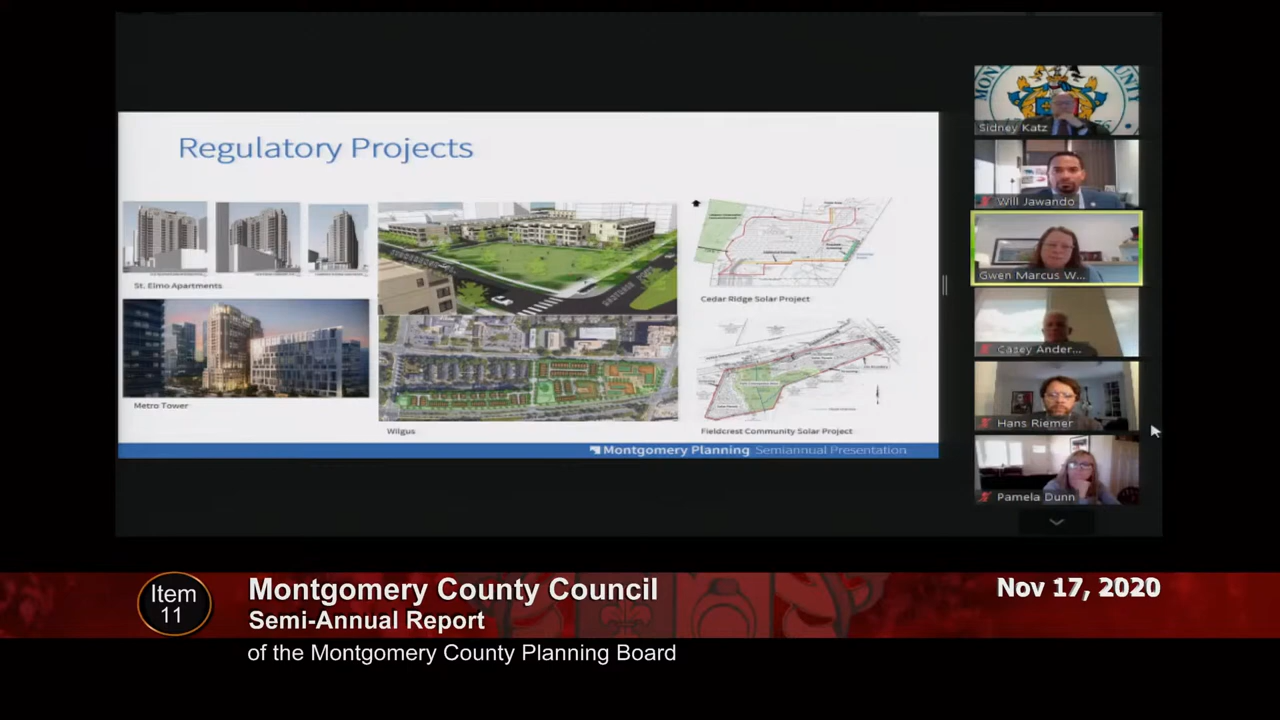 Regulatory Projects
St. Elmo Apartments
Metro Tower
Wilgus
Cedar Ridge Solar Project
Fieldcrest Community Solar Project
Montgomery Planning Semiannual Presentation
Sidney Katz
Will Jawando
Gwen Marcus W...
Casey Ander...
Hans Riemer
Pamela Dunn
Item
11
Montgomery County Council
Semi-Annual Report
of the Montgomery County Planning Board
Nov 17, 2020